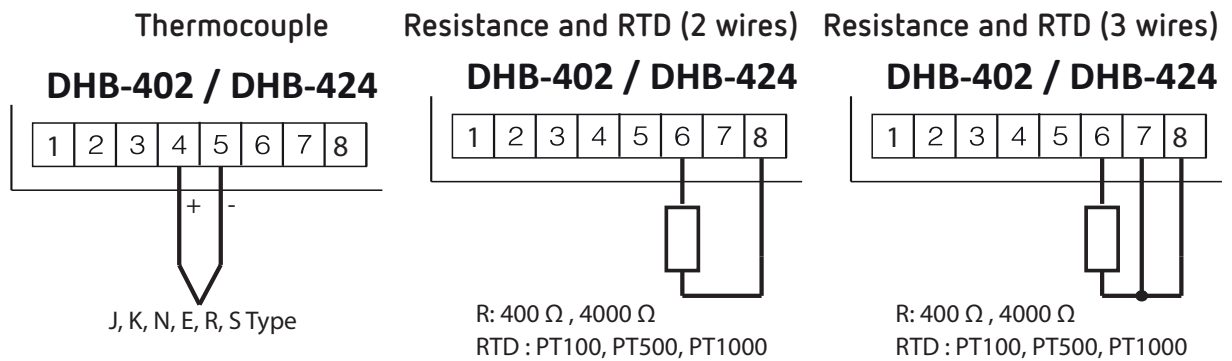 Thermocouple
DHB-402 / DHB-424
1 2 3 4 5 6 7 8
+ -
J, K, N, E, R, S Type
Resistance and RTD (2 wires)
DHB-402 / DHB-424
1 2 3 4 5 6 7 8
R: 400 Ω , 4000 Ω
RTD : PT100, PT500, PT1000
Resistance and RTD (3 wires)
DHB-402 / DHB-424
1 2 3 4 5 6 7 8
R: 400 Ω , 4000 Ω
RTD : PT100, PT500, PT1000